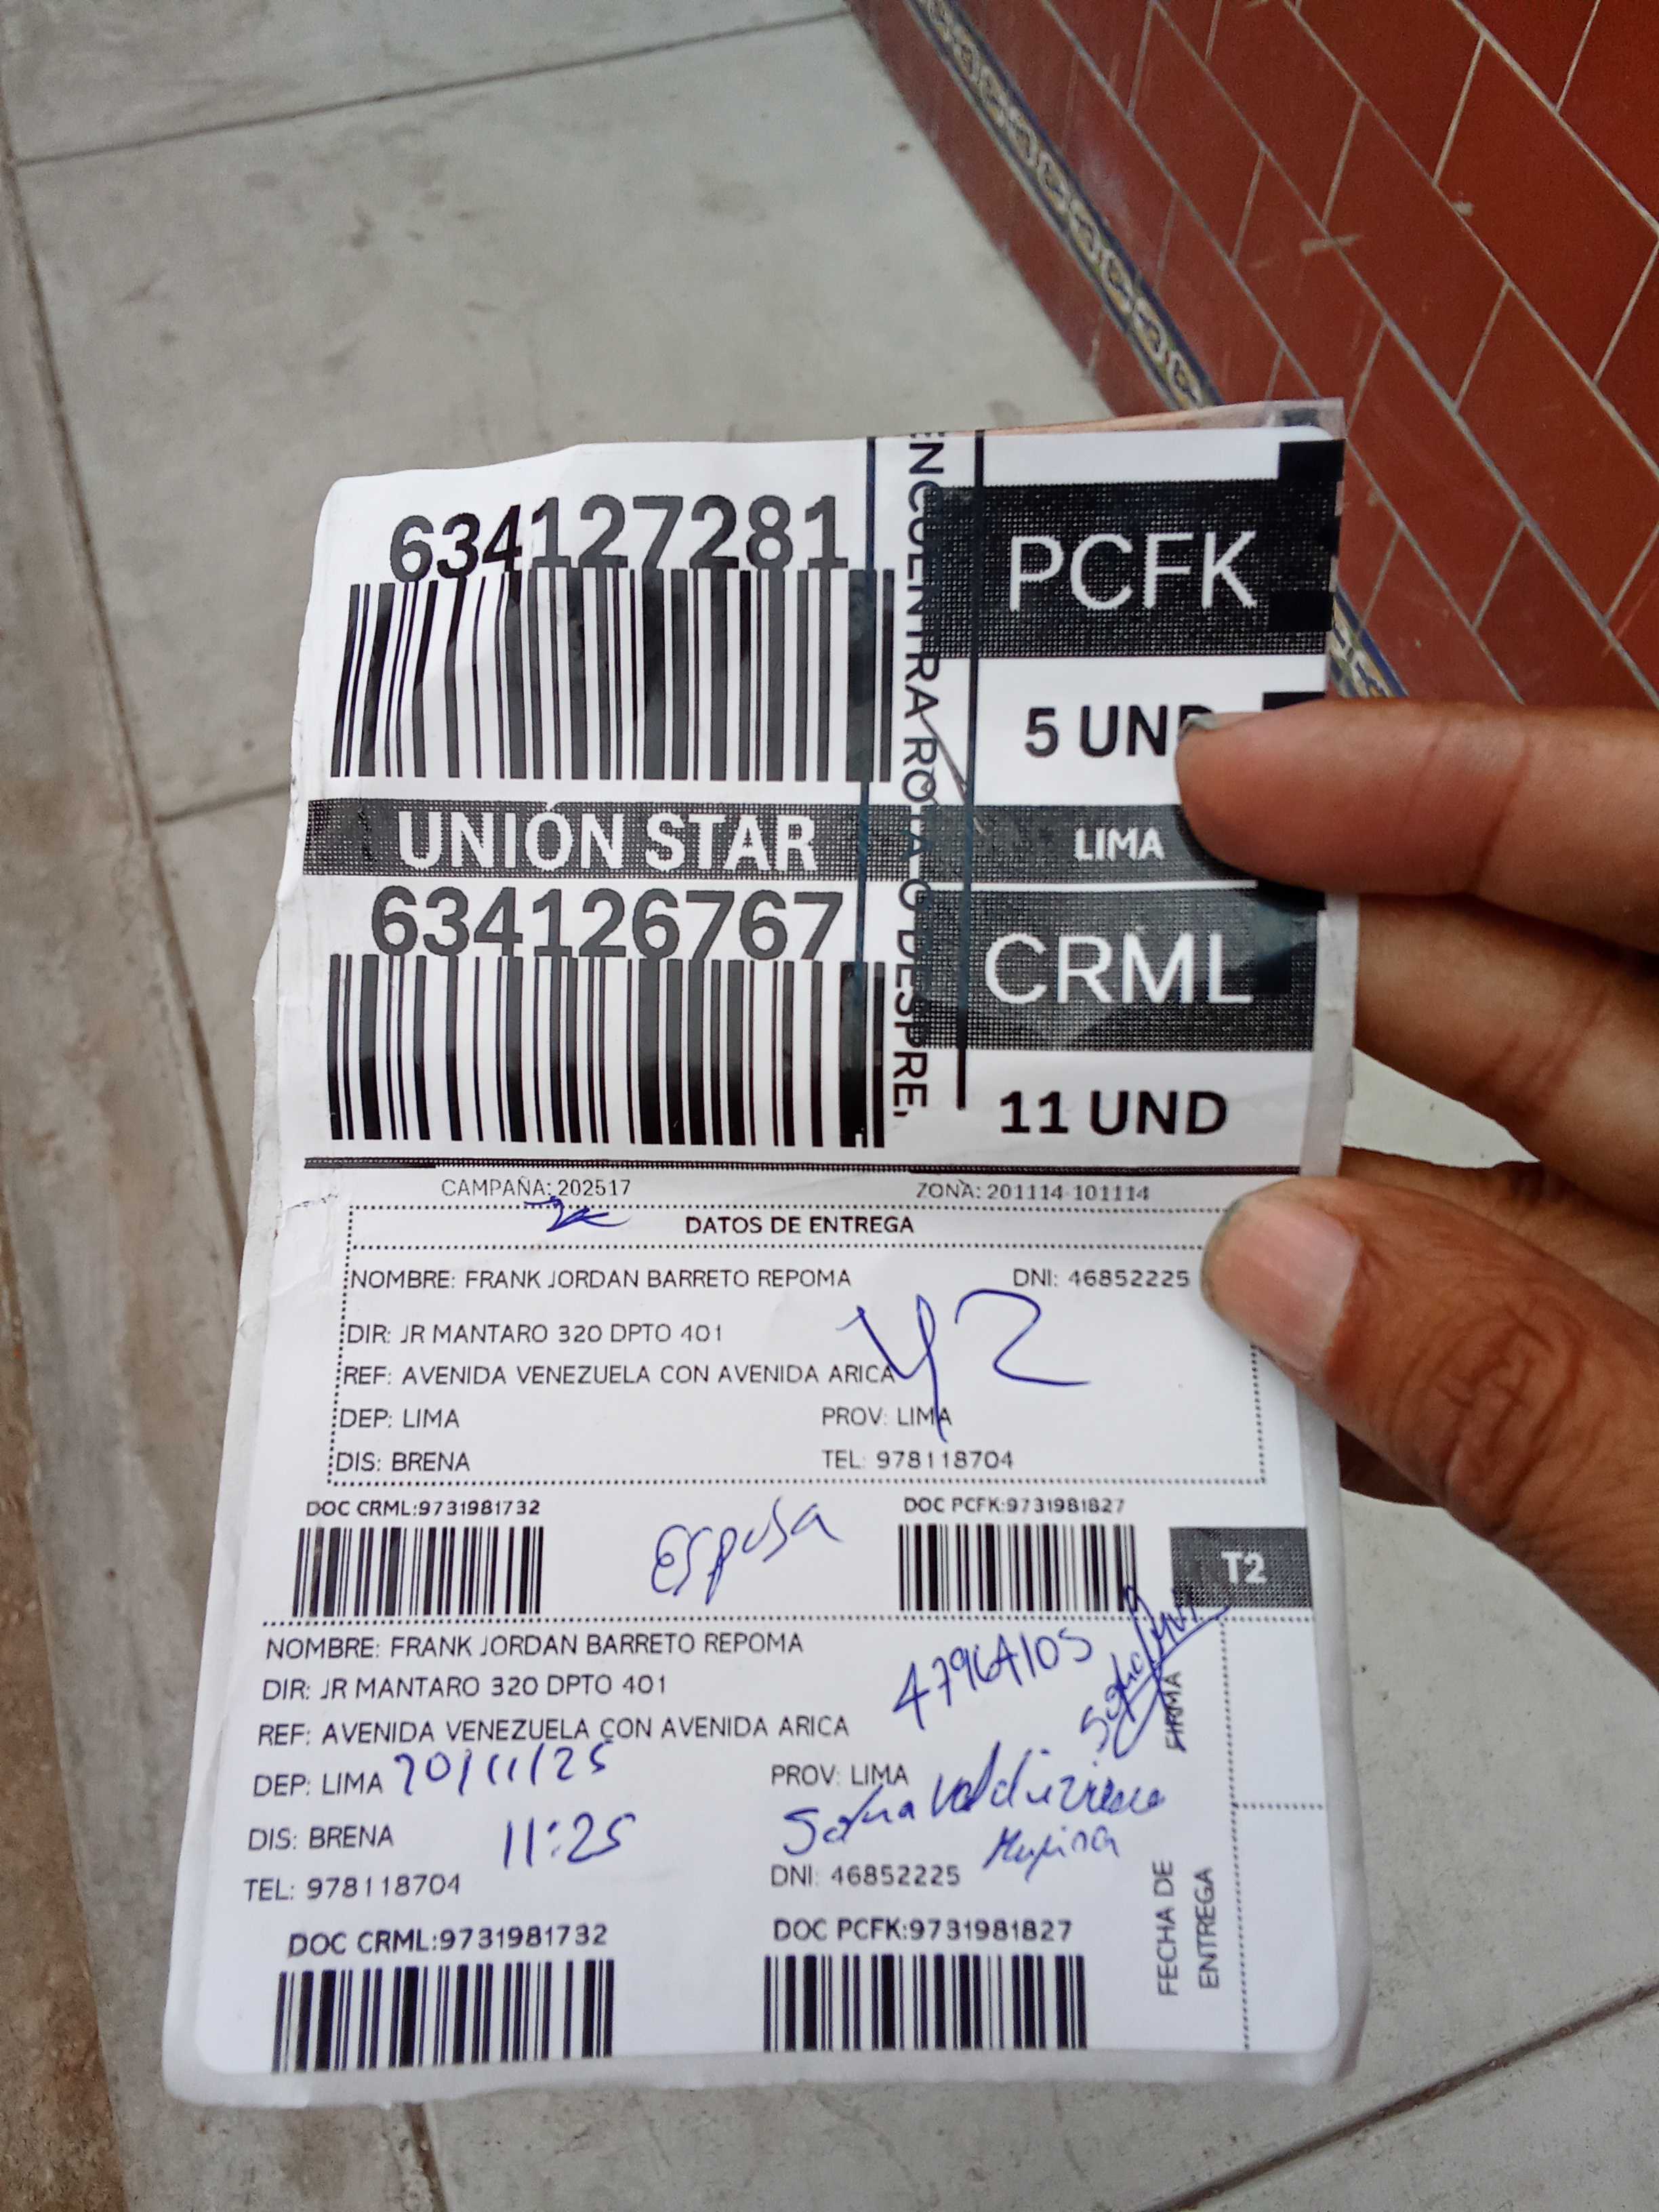 634127281
PCFK
5 UN
UNIÓN STAR
LIMA
634126767
CRML
11 UND
ENCUENTRA ROTA O DESPRE
CAMPAÑA: 202517
ZONA: 201114-101114
DATOS DE ENTREGA
NOMBRE: FRANK JORDAN BARRETO REPOMA
DNI: 46852225
DIR: JR MANTARO 320 DPTO 401
42
REF: AVENIDA VENEZUELA CON AVENIDA ARICA
DEP: LIMA
PROV: LIMA
DIS: BRENA
TEL: 978118704
DOC CRML:9731981732
DOC PCFK:9731981827
Esposa
T2
NOMBRE: FRANK JORDAN BARRETO REPOMA
47964105
DIR: JR MANTARO 320 DPTO 401
FIRMA
REF: AVENIDA VENEZUELA CON AVENIDA ARICA
DEP: LIMA 20/11/25
PROV: LIMA
DIS: BRENA 11:25
TEL: 978118704
DNI: 46852225
FECHA DE
ENTREGA
DOC CRML:9731981732
DOC PCFK:9731981827